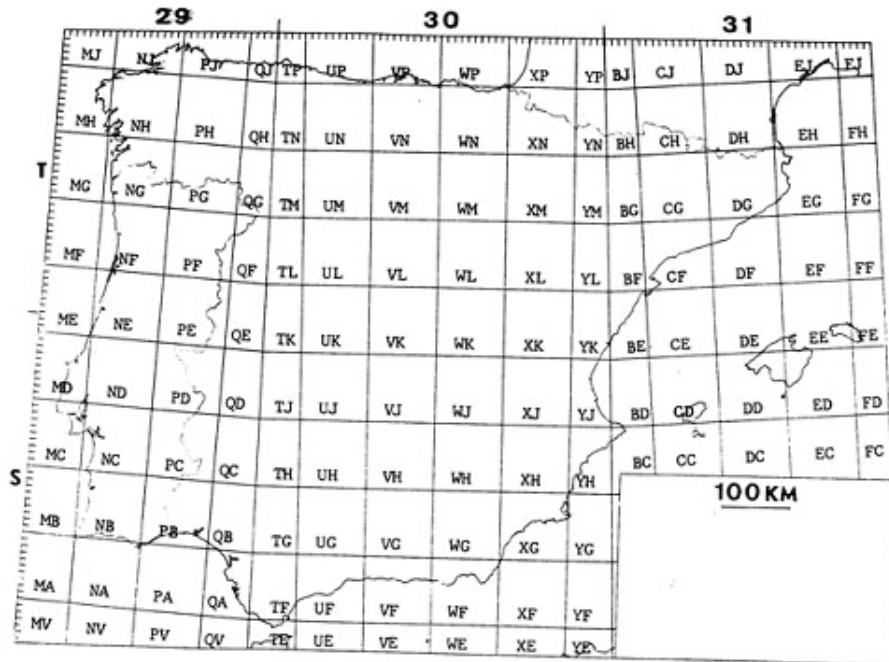 29 30 31
MJ NJ PJ QJ TP UP VP WP XP YP BJ CJ DJ EJ FJ
MH NH PH QH TN UN VN WN XN YN BH CH DH EH FH
T
MG NG PG QG TM UM VM WM XM YM BG CG DG EG FG
MF NF PF QF TL UL VL WL XL YL BF CF DF EF FF
ME NE PE QE TK UK VK WK XK YK BE CE DE EE FE
MD ND PD QD TJ UJ VJ WJ XJ YJ BD CD DD ED FD
S
MC NC PC QC TH UH VH WH XH YH BC CC DC EC FC
100 KM
MB NB PB QB TG UG VG WG XG YG
MA NA PA QA TF UF VF WF XF YF
MV NV PV QV TE UE VE WE XE YE